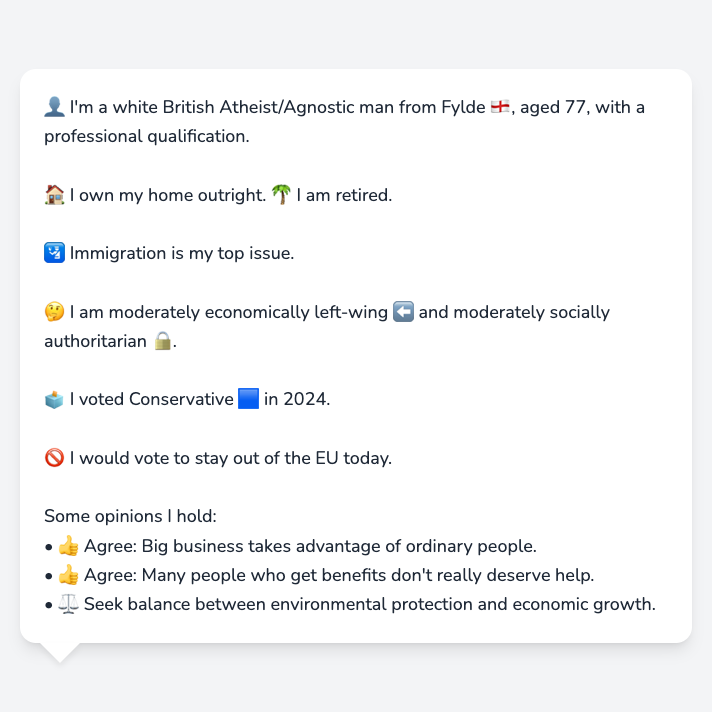 👤 I'm a white British Atheist/Agnostic man from Fylde 🏴󠁧󠁢󠁥󠁮󠁧󠁿, aged 77, with a
professional qualification.
🏠 I own my home outright. 🌴 I am retired.
🛂 Immigration is my top issue.
🤔 I am moderately economically left-wing ⬅️ and moderately socially
authoritarian 🔒.
🗳️ I voted Conservative 🟦 in 2024.
🚫 I would vote to stay out of the EU today.
Some opinions I hold:
• 👍 Agree: Big business takes advantage of ordinary people.
• 👍 Agree: Many people who get benefits don't really deserve help.
• ⚖️ Seek balance between environmental protection and economic growth.